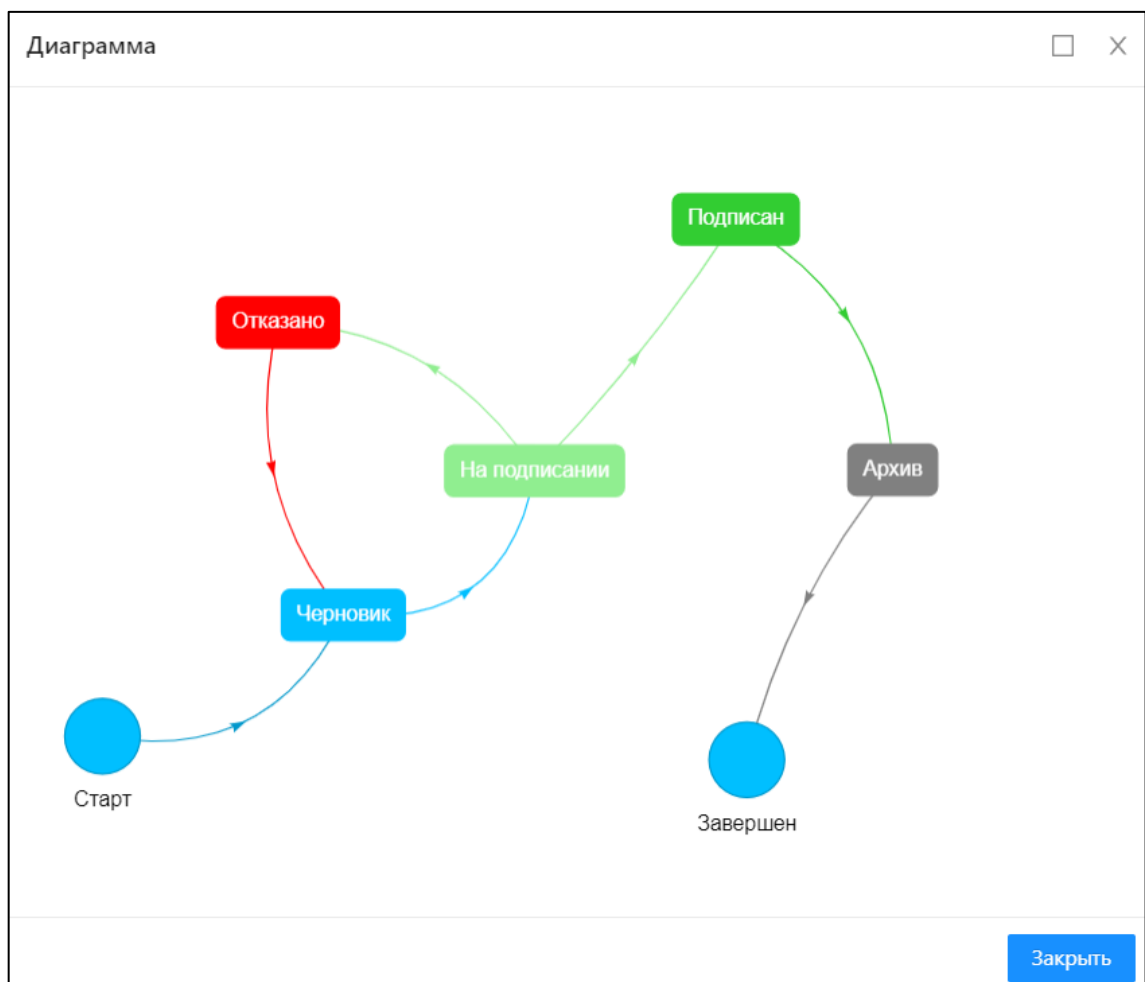 Диаграмма
Подписан
Отказано
На подписании
Архив
Черновик
Старт
Завершен
Закрыть